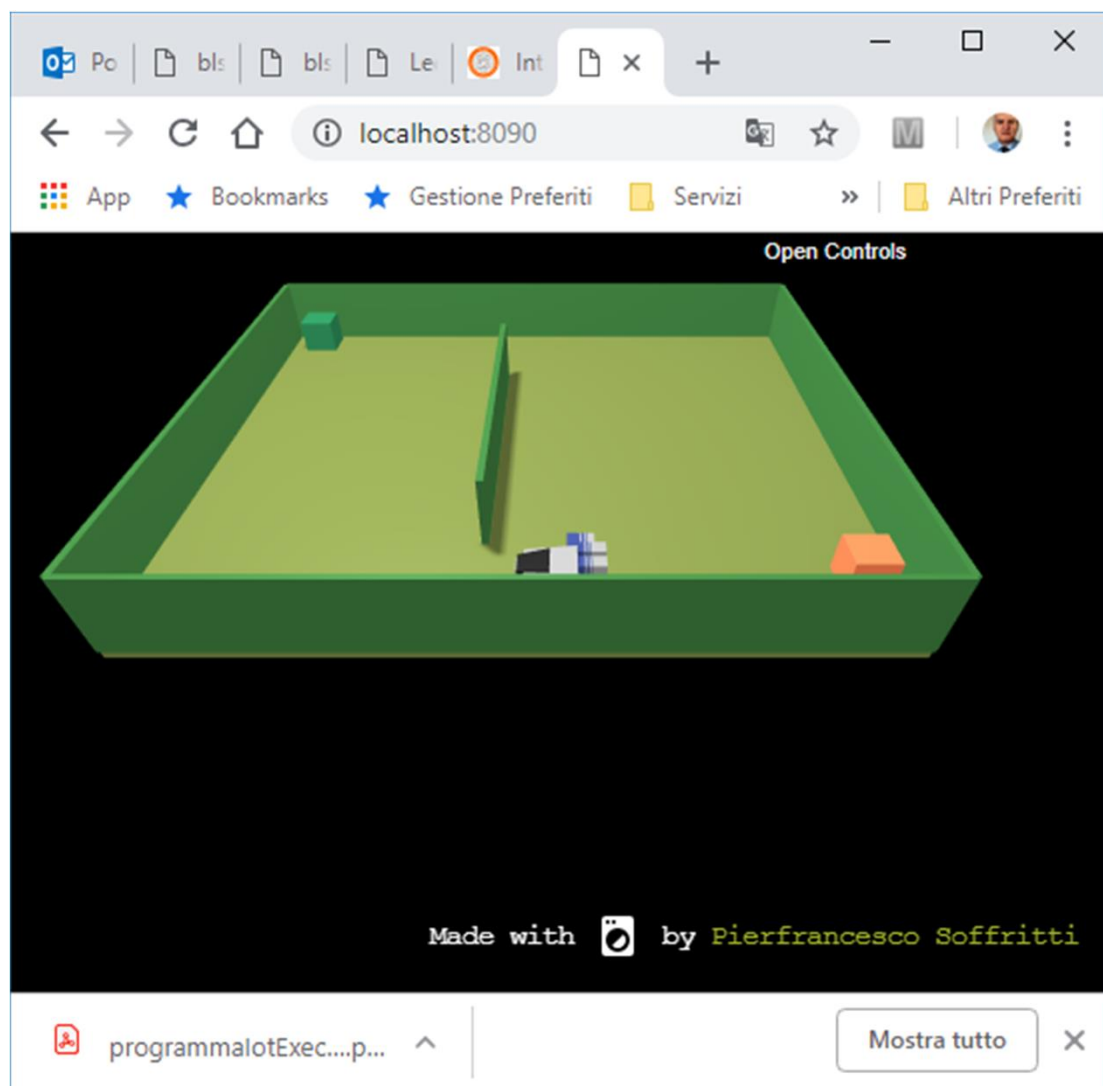 Po bls bls Le Int
localhost:8090
App Bookmarks Gestione Preferiti Servizi » Altri Preferiti
Open Controls
Made with by Pierfrancesco Soffritti
programmaIotExec....p... Mostra tutto